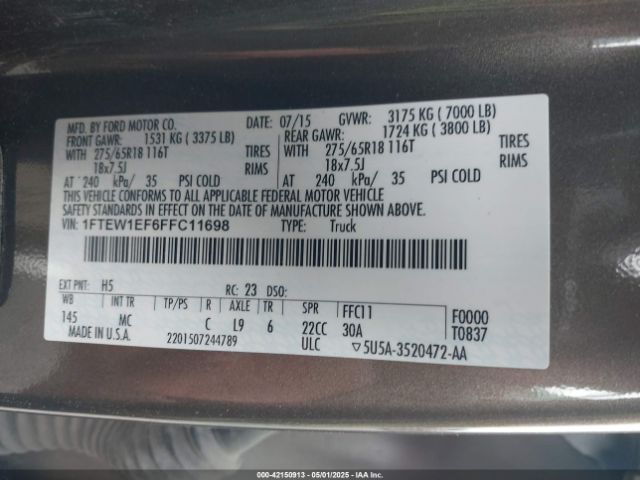 MFD. BY FORD MOTOR CO. DATE: 07/15 GVWR: 3175 KG ( 7000 LB)
FRONT GAWR: 1531 KG ( 3375 LB) REAR GAWR: 1724 KG ( 3800 LB)
WITH 275/65R18 116T TIRES WITH 275/65R18 116T TIRES
18x7.5J RIMS 18x7.5J RIMS
AT 240 kPa/ 35 PSI COLD AT 240 kPa/ 35 PSI COLD
THIS VEHICLE CONFORMS TO ALL APPLICABLE FEDERAL MOTOR VEHICLE
SAFETY STANDARDS IN EFFECT ON THE DATE OF MANUFACTURE SHOWN ABOVE.
VIN: 1FTEW1EF6FFC11698 TYPE: Truck
EXT PNT: H5 RC: 23 DSO:
WB INT TR TP/PS R AXLE TR SPR FFC11 F0000
145 MC C L9 6 22CC 30A T0837
MADE IN U.S.A. 2201507244789 ULC ▽5U5A-3520472-AA
000-42150913 - 05/01/2025 - IAAI